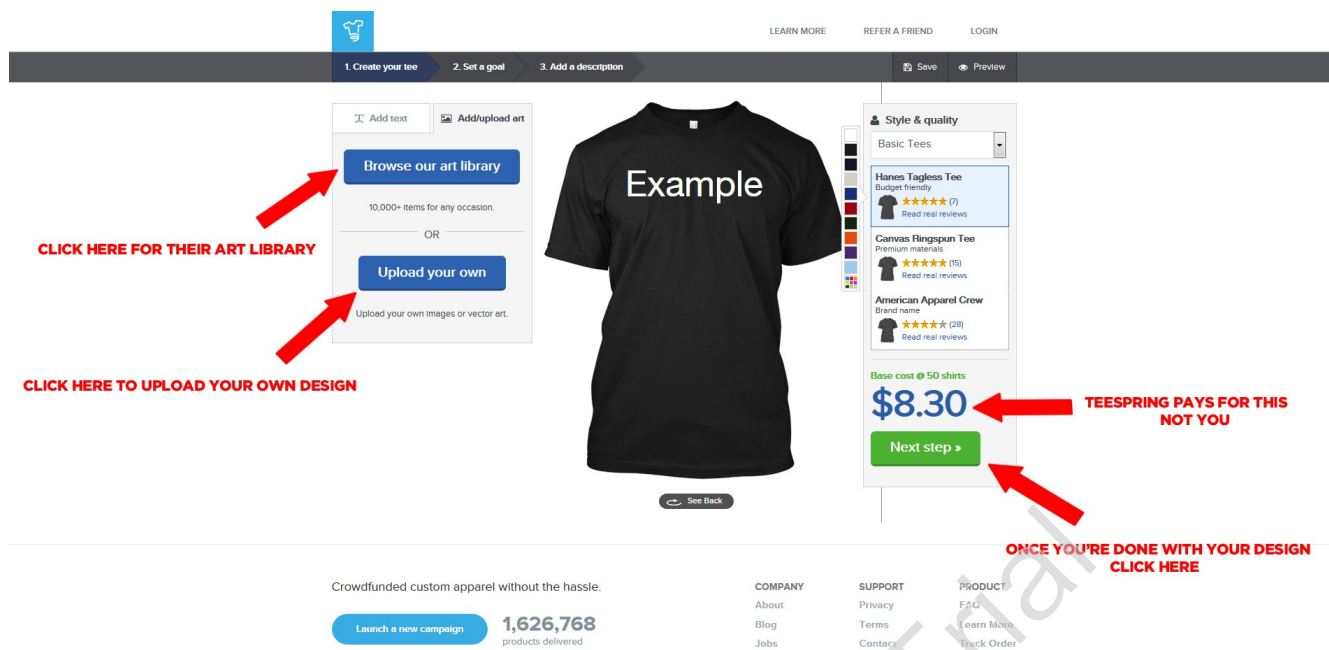 LEARN MORE
REFER A FRIEND
LOGIN
1. Create your tee
2. Set a goal
3. Add a description
Save
Preview
Add text
Add/upload art
Browse our art library
10,000+ items for any occasion.
OR
Upload your own
Upload your own images or vector art.
CLICK HERE FOR THEIR ART LIBRARY
CLICK HERE TO UPLOAD YOUR OWN DESIGN
Example
See Back
Style & quality
Basic Tees
Hanes Tagless Tee
Budget friendly
(7)
Read real reviews
Canvas Ringspun Tee
Premium materials
(15)
Read real reviews
American Apparel Crew
Brand name
(28)
Read real reviews
Base cost @ 50 shirts
$8.30
Next step »
TEESPRING PAYS FOR THIS
NOT YOU
ONCE YOU'RE DONE WITH YOUR DESIGN
CLICK HERE
Crowdfunded custom apparel without the hassle.
Launch a new campaign
1,626,768
products delivered
COMPANY
About
Blog
Jobs
SUPPORT
Privacy
Terms
Contact
PRODUCT
FAQ
Learn More
Track Order
Trial